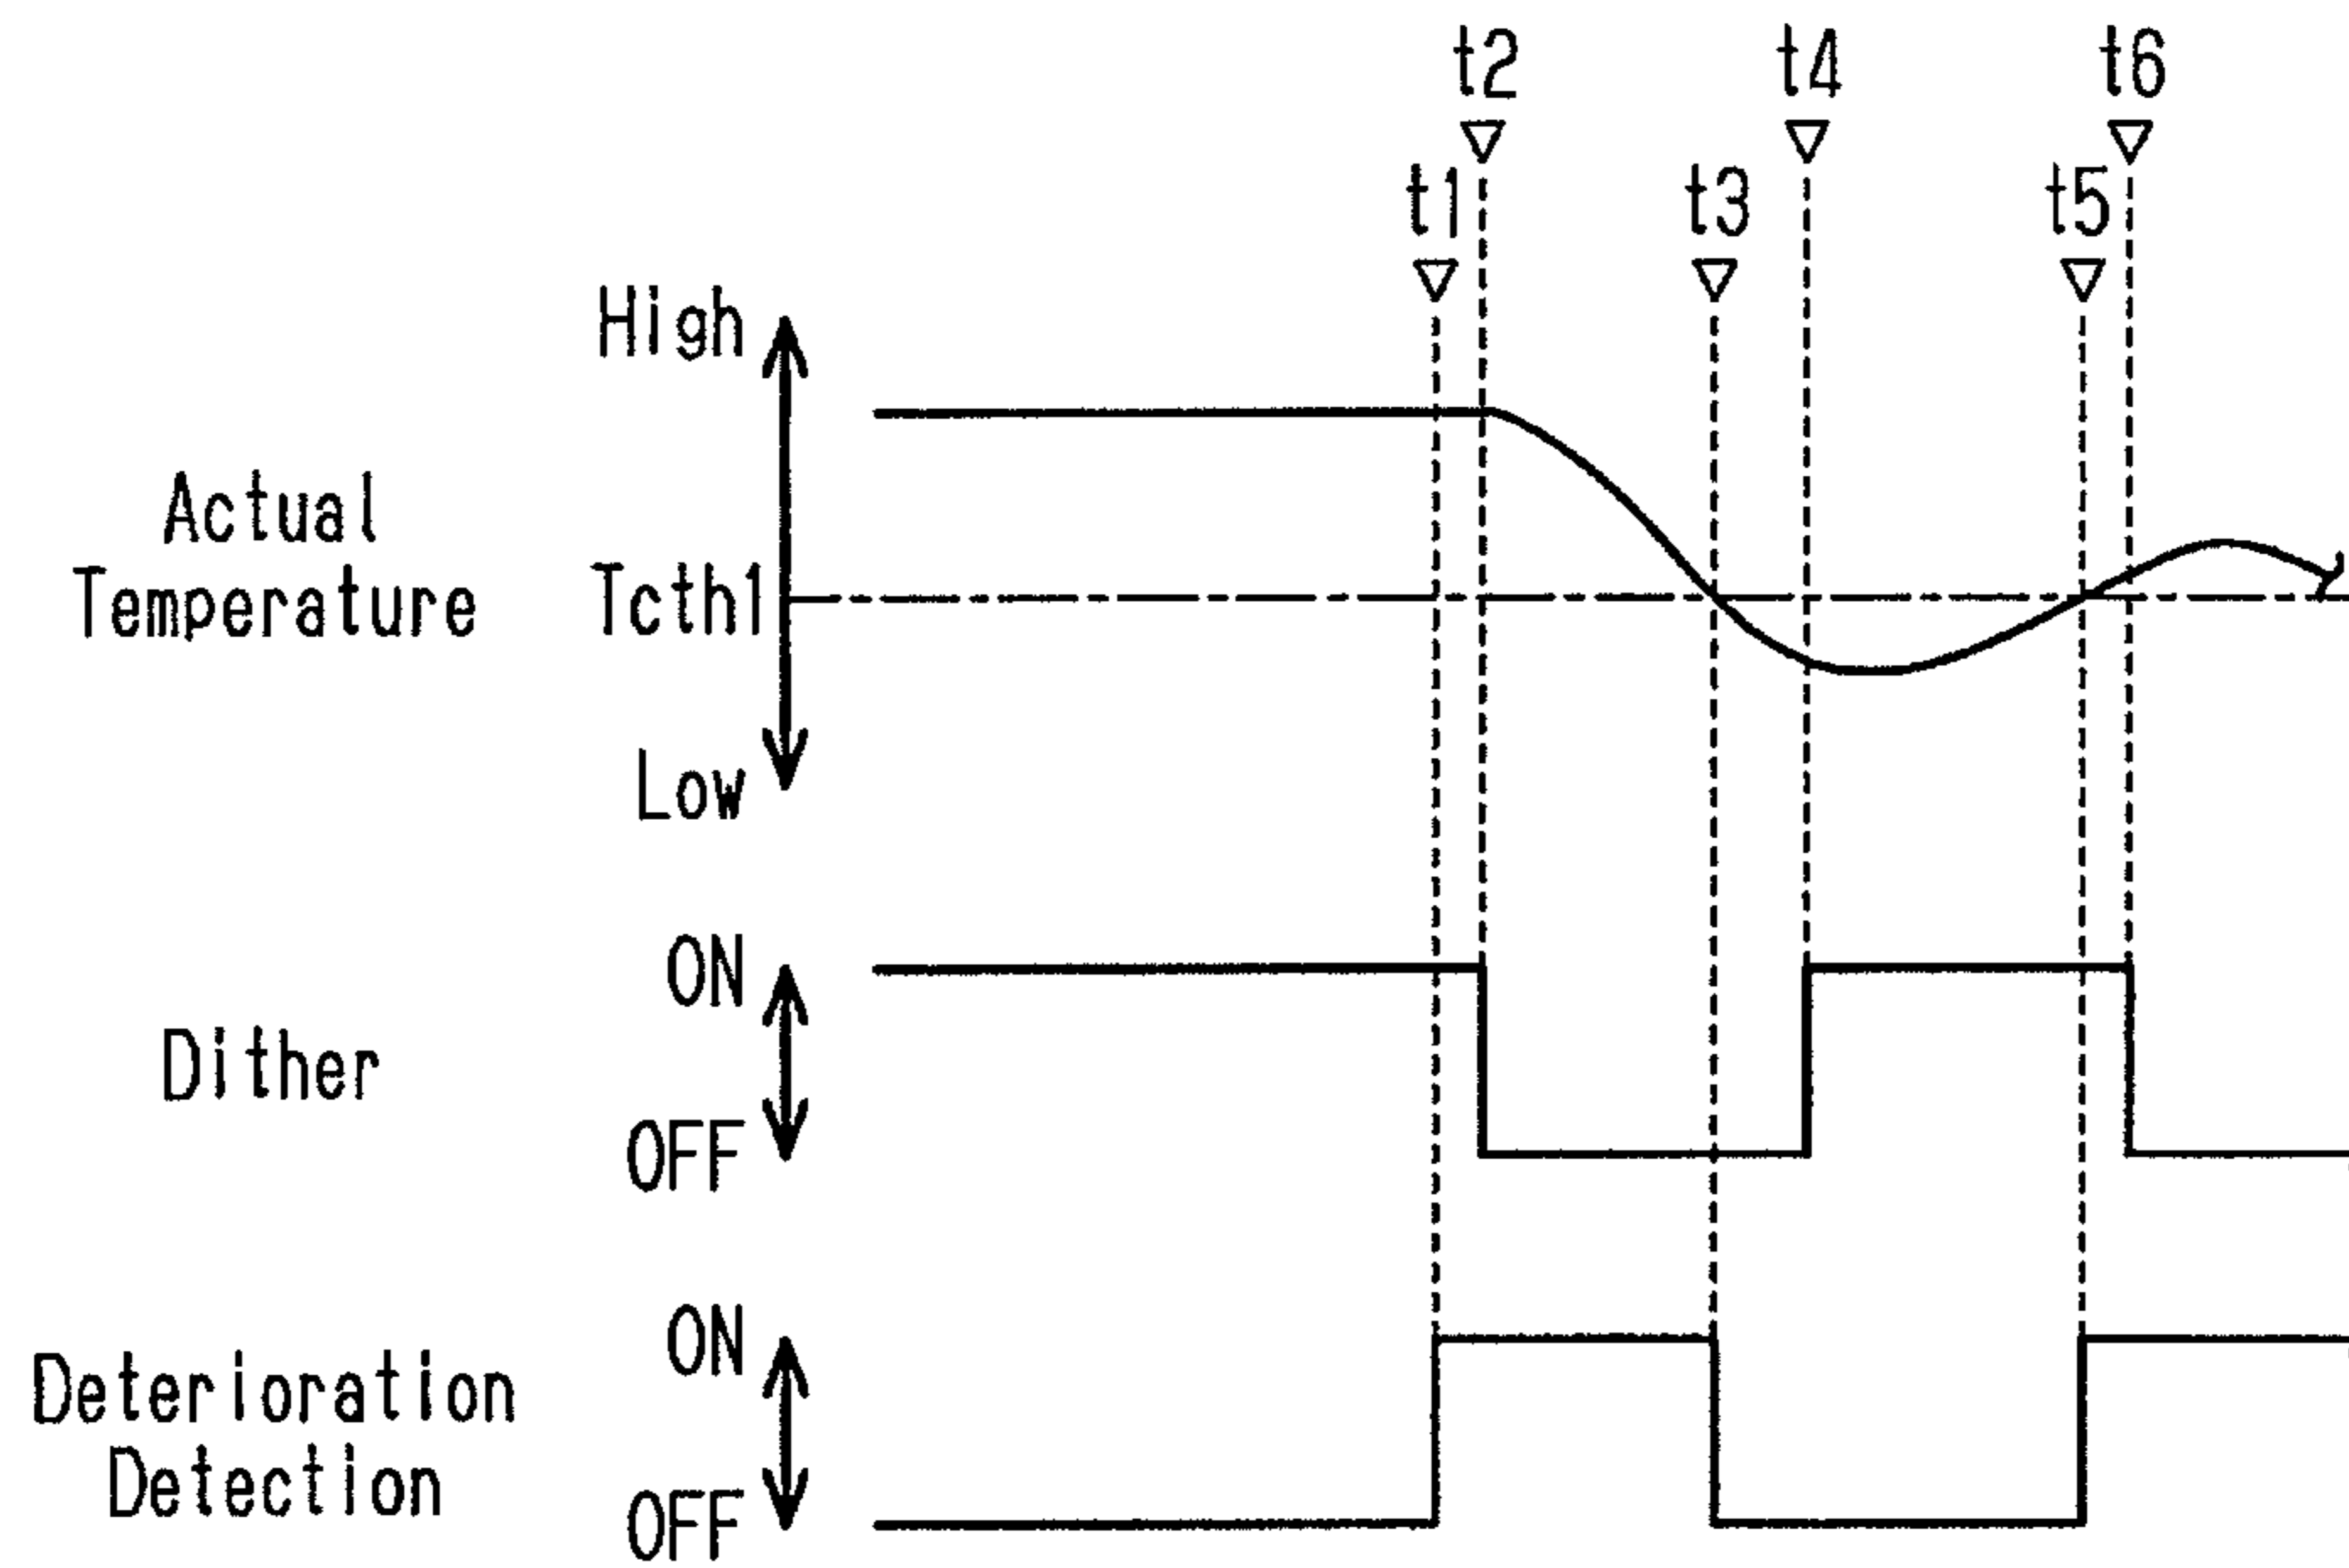 t2 t4 t6
t1 t3 t5
High
Actual
Temperature
Tcth1
Low
ON
Dither
OFF
ON
Deterioration
Detection
OFF